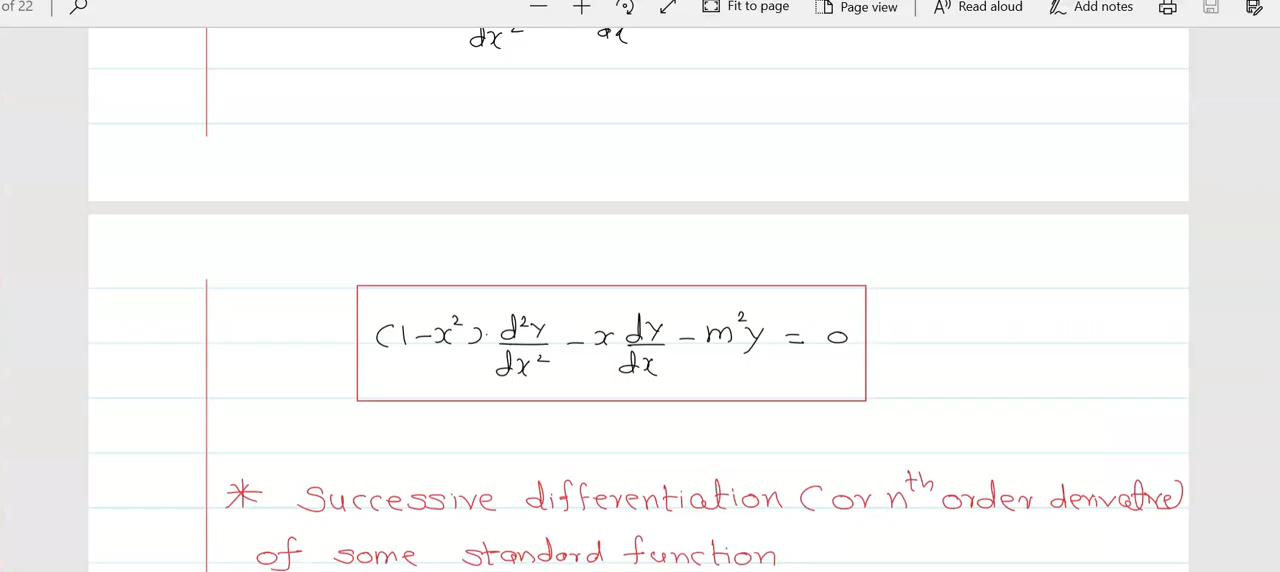 of 22 Fit to page Page view Read aloud Add notes
dx²
(1-x²). d²y/dx² - x dy/dx - m²y = 0
* Successive differentiation (or nth order derivative)
of some standard function